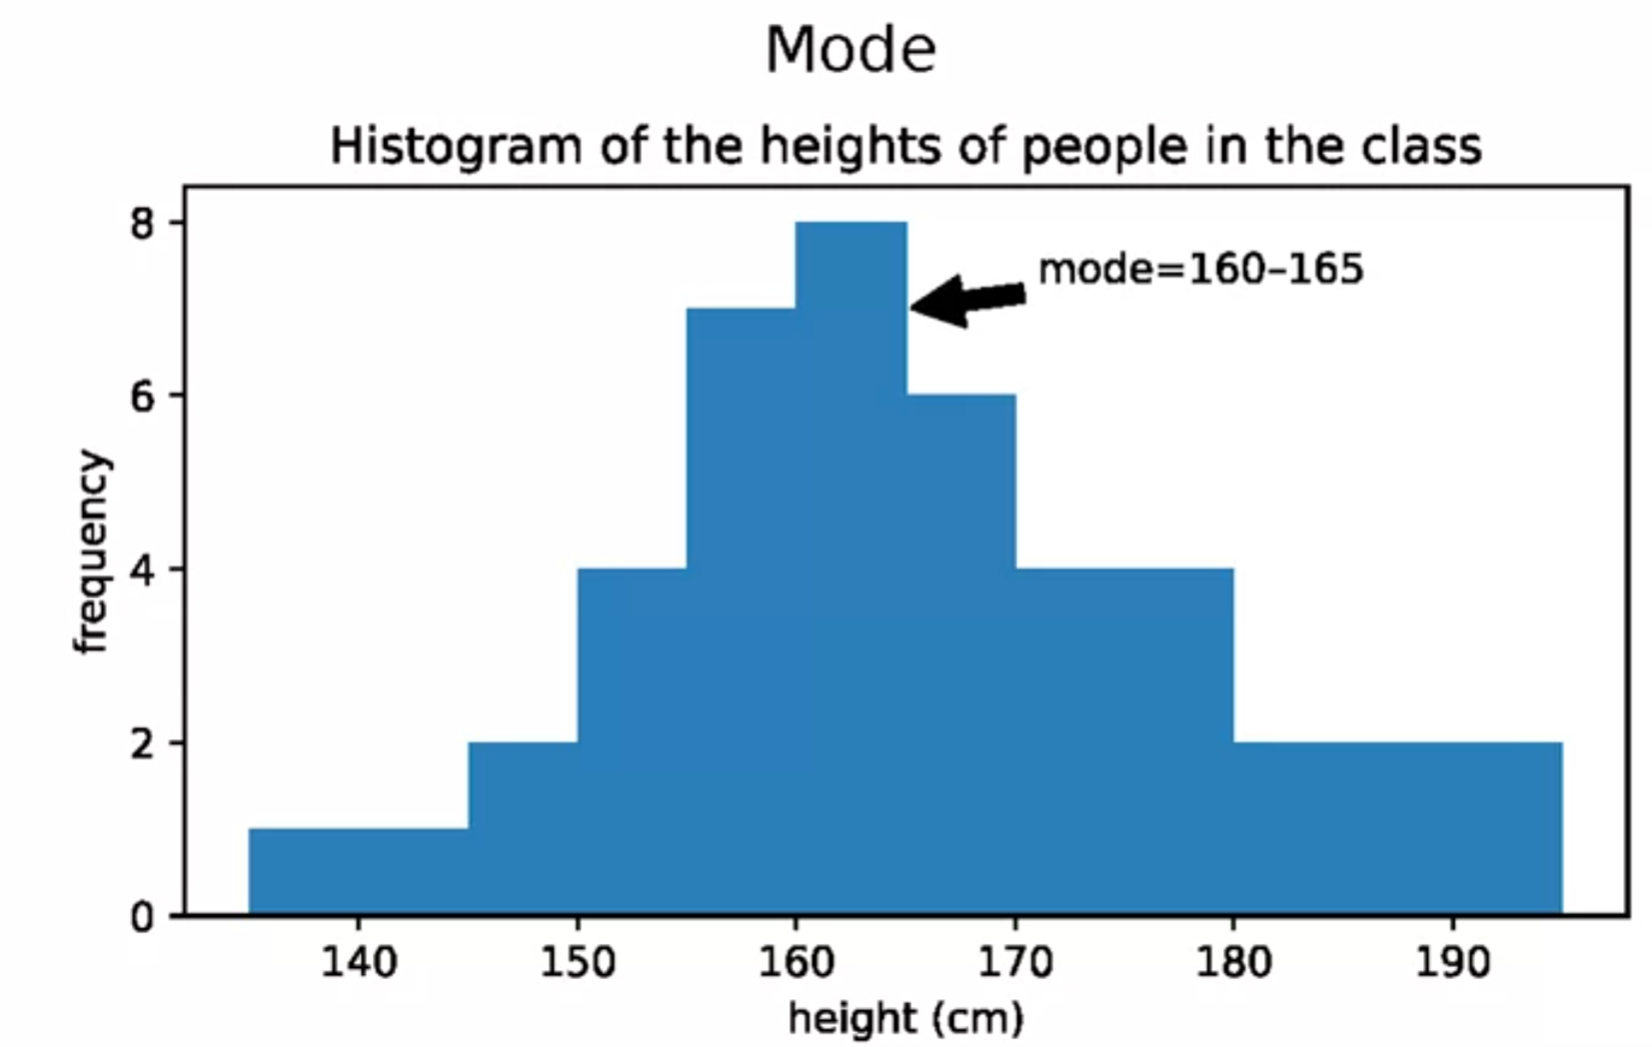 Mode
Histogram of the heights of people in the class
8
mode=160–165
6
frequency
4
2
0
140 150 160 170 180 190
height (cm)